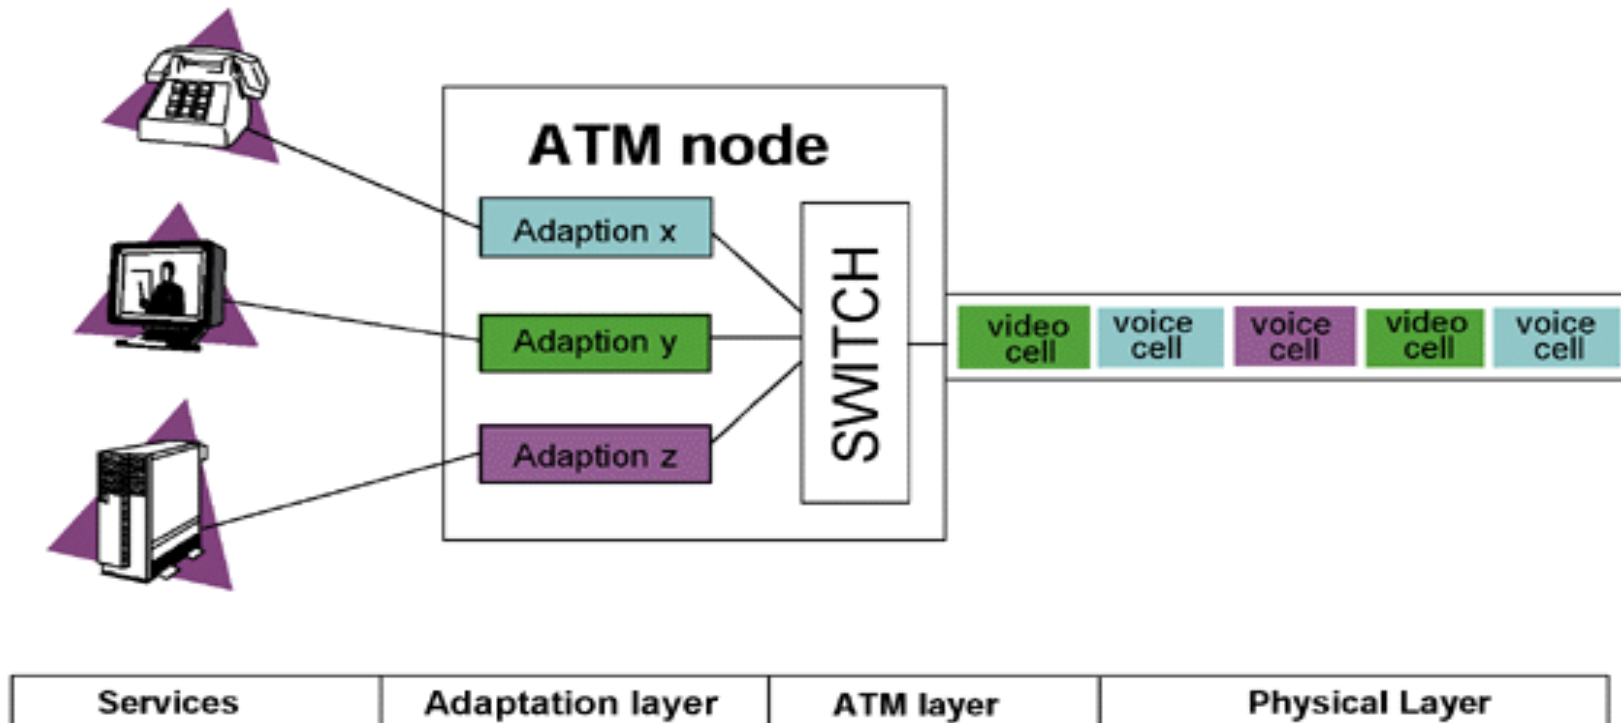 ATM node
Adaption x
Adaption y
Adaption z
SWITCH
video
cell
voice
cell
voice
cell
video
cell
voice
cell
Services
Adaptation layer
ATM layer
Physical Layer